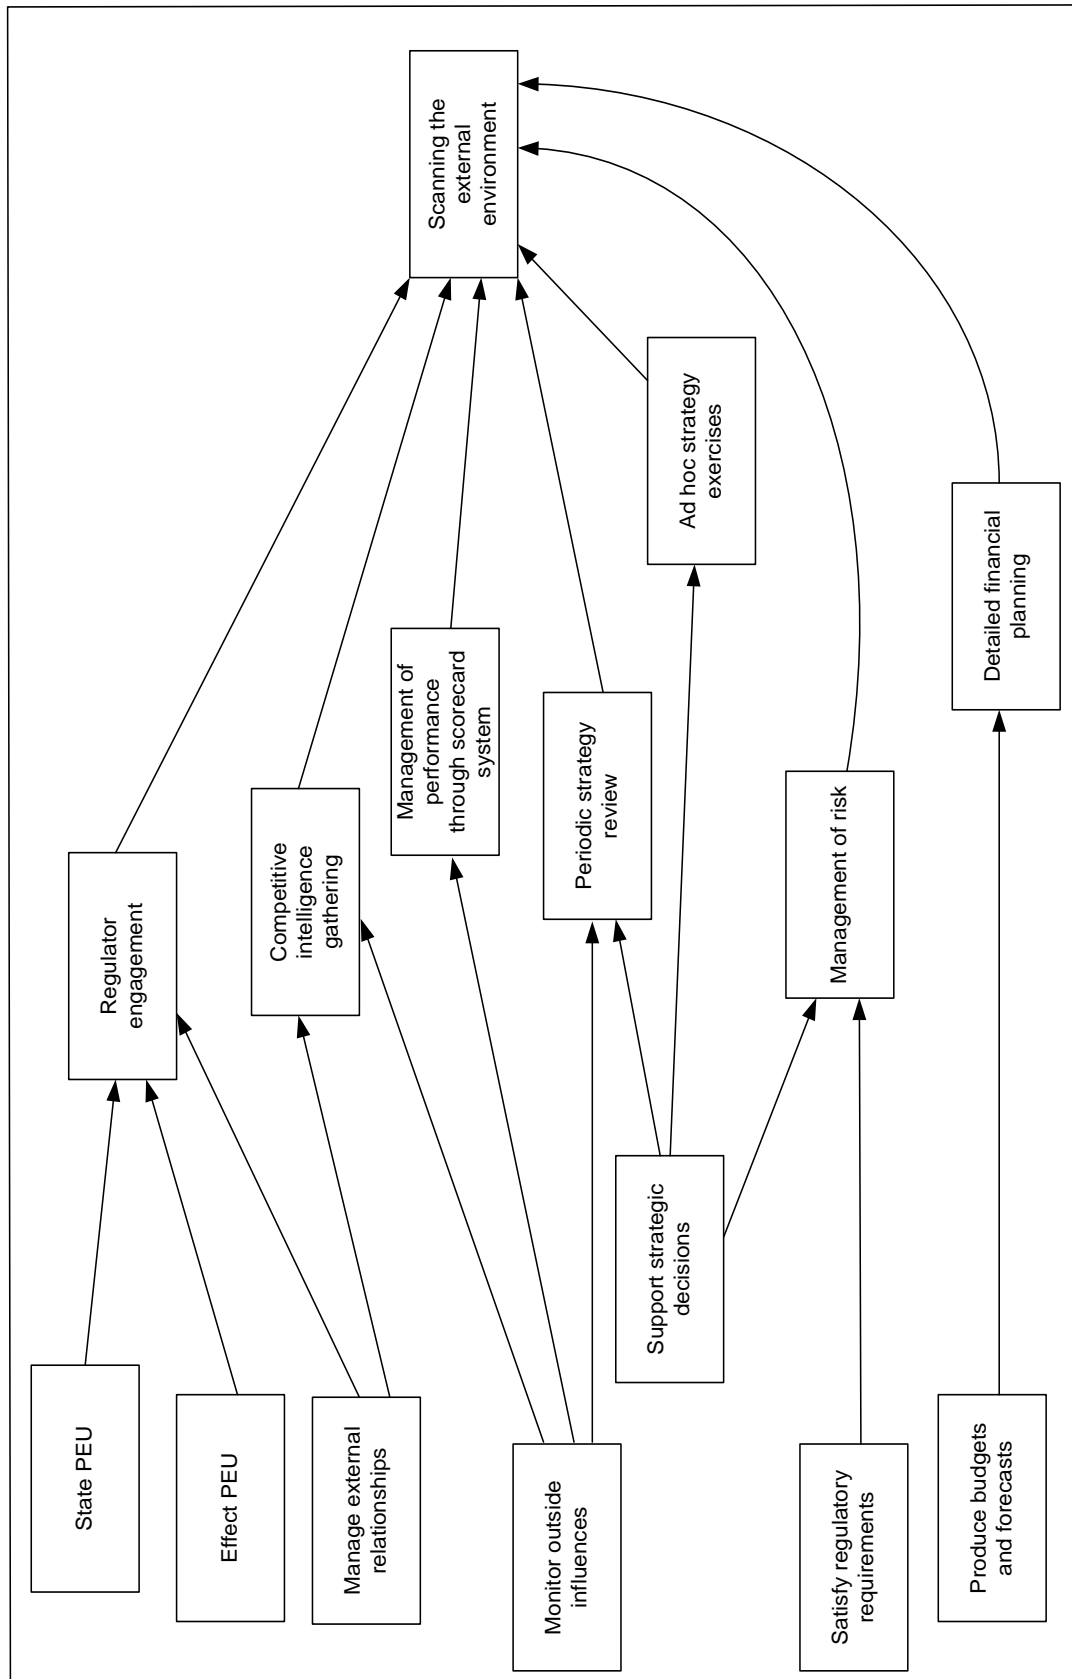 State PEU
Effect PEU
Manage external
relationships
Monitor outside
influences
Support strategic
decisions
Satisfy regulatory
requirements
Produce budgets
and forecasts
Regulator
engagement
Competitive
intelligence
gathering
Management of
performance
through scorecard
system
Periodic strategy
review
Ad hoc strategy
exercises
Management of risk
Detailed financial
planning
Scanning the
external
environment